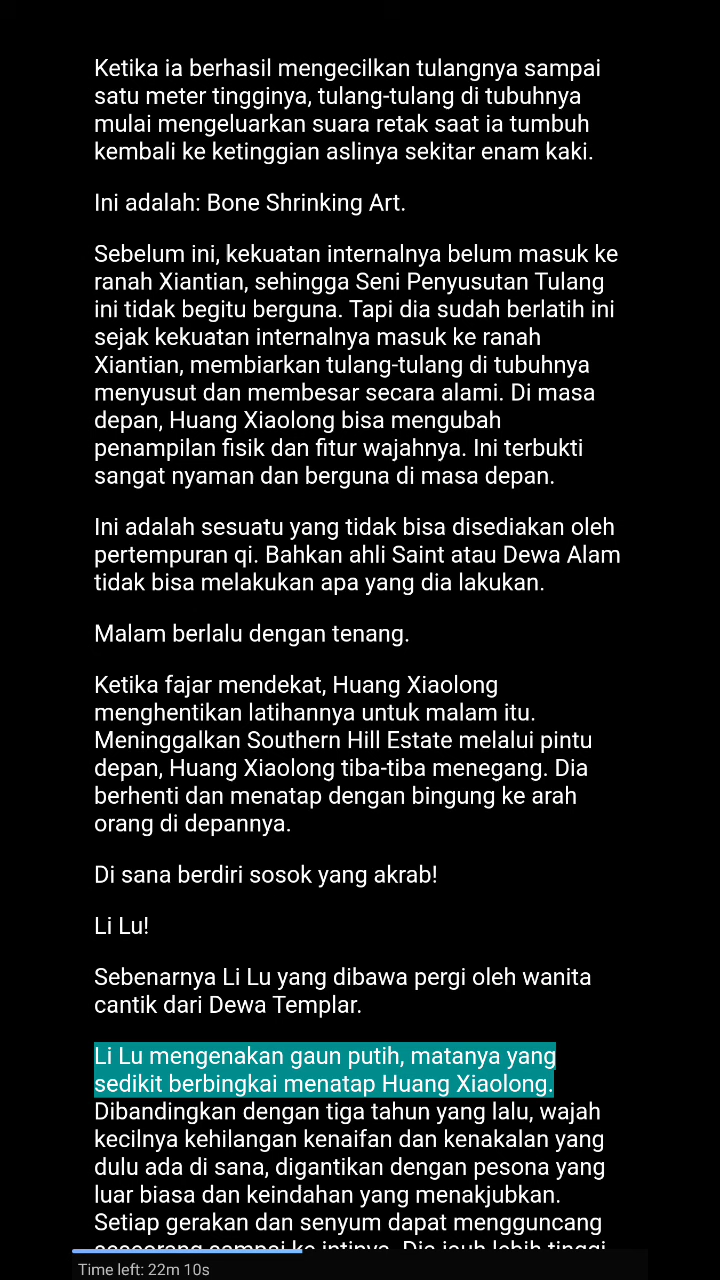 Ketika ia berhasil mengecilkan tulangnya sampai
satu meter tingginya, tulang-tulang di tubuhnya
mulai mengeluarkan suara retak saat ia tumbuh
kembali ke ketinggian aslinya sekitar enam kaki.
Ini adalah: Bone Shrinking Art.
Sebelum ini, kekuatan internalnya belum masuk ke
ranah Xiantian, sehingga Seni Penyusutan Tulang
ini tidak begitu berguna. Tapi dia sudah berlatih ini
sejak kekuatan internalnya masuk ke ranah
Xiantian, membiarkan tulang-tulang di tubuhnya
menyusut dan membesar secara alami. Di masa
depan, Huang Xiaolong bisa mengubah
penampilan fisik dan fitur wajahnya. Ini terbukti
sangat nyaman dan berguna di masa depan.
Ini adalah sesuatu yang tidak bisa disediakan oleh
pertempuran qi. Bahkan ahli Saint atau Dewa Alam
tidak bisa melakukan apa yang dia lakukan.
Malam berlalu dengan tenang.
Ketika fajar mendekat, Huang Xiaolong
menghentikan latihannya untuk malam itu.
Meninggalkan Southern Hill Estate melalui pintu
depan, Huang Xiaolong tiba-tiba menegang. Dia
berhenti dan menatap dengan bingung ke arah
orang di depannya.
Di sana berdiri sosok yang akrab!
Li Lu!
Sebenarnya Li Lu yang dibawa pergi oleh wanita
cantik dari Dewa Templar.
Li Lu mengenakan gaun putih, matanya yang
sedikit berbingkai menatap Huang Xiaolong.
Dibandingkan dengan tiga tahun yang lalu, wajah
kecilnya kehilangan kenaifan dan kenakalan yang
dulu ada di sana, digantikan dengan pesona yang
luar biasa dan keindahan yang menakjubkan.
Setiap gerakan dan senyum dapat mengguncang
seseorang sampai ke intinya. Dia jauh lebih tinggi
Time left: 22m 10s